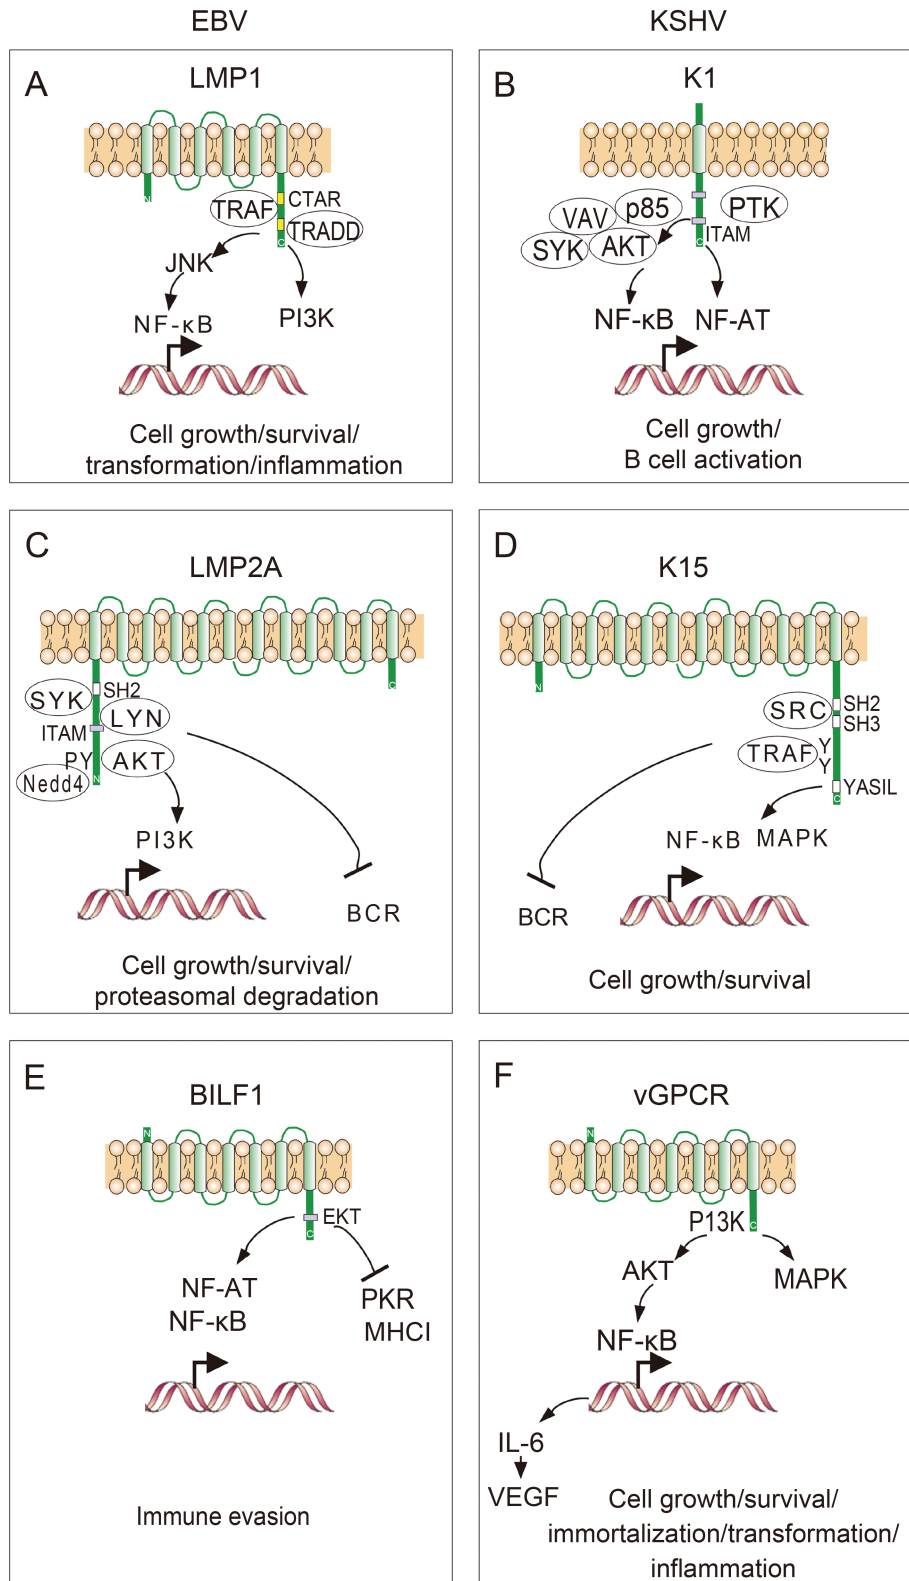 EBV
KSHV
A
LMP1
N
CTAR
TRAF
TRADD
C
JNK
NF-κB
PI3K
Cell growth/survival/
transformation/inflammation
B
K1
p85
PTK
VAV
SYK
AKT
ITAM
C
NF-κB
NF-AT
Cell growth/
B cell activation
C
LMP2A
C
SYK
SH2
LYN
ITAM
PY
AKT
Nedd4
N
PI3K
BCR
Cell growth/survival/
proteasomal degradation
D
K15
N
SRC
SH2
SH3
TRAF
Y
Y
YASIL
C
NF-κB
MAPK
BCR
Cell growth/survival
E
BILF1
N
EKT
C
NF-AT
NF-κB
PKR
MHCI
Immune evasion
F
vGPCR
N
P13K
C
AKT
MAPK
NF-κB
IL-6
VEGF
Cell growth/survival/
immortalization/transformation/
inflammation